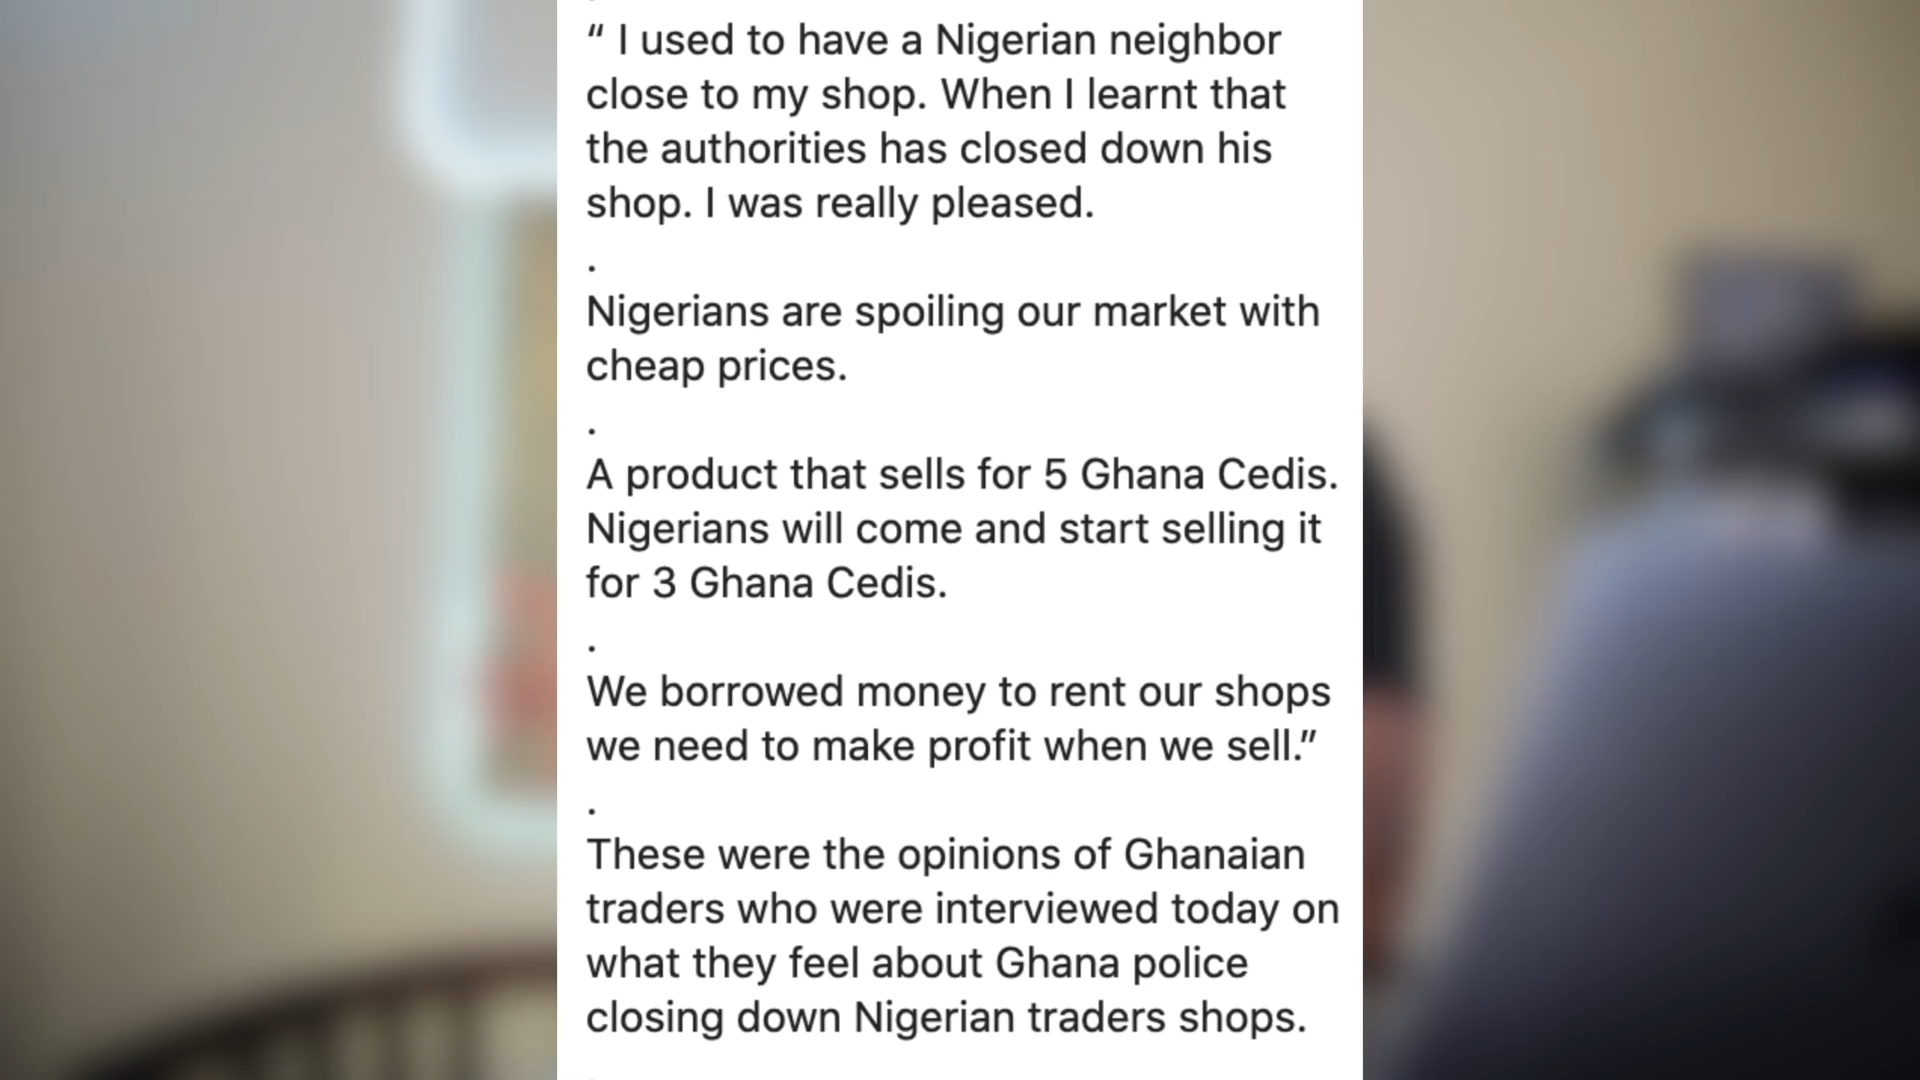 “ I used to have a Nigerian neighbor
close to my shop. When I learnt that
the authorities has closed down his
shop. I was really pleased.
.
Nigerians are spoiling our market with
cheap prices.
.
A product that sells for 5 Ghana Cedis.
Nigerians will come and start selling it
for 3 Ghana Cedis.
.
We borrowed money to rent our shops
we need to make profit when we sell.”
.
These were the opinions of Ghanaian
traders who were interviewed today on
what they feel about Ghana police
closing down Nigerian traders shops.
.